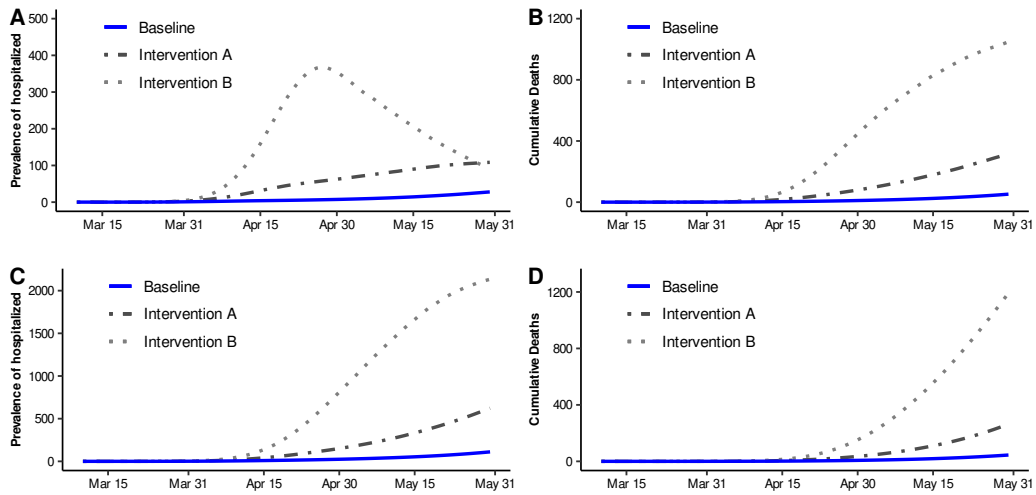 A
Prevalence of hospitalized
500
400
300
200
100
0
Baseline
Intervention A
Intervention B
Mar 15
Mar 31
Apr 15
Apr 30
May 15
May 31
B
Cumulative Deaths
1200
800
400
0
Baseline
Intervention A
Intervention B
Mar 15
Mar 31
Apr 15
Apr 30
May 15
May 31
C
Prevalence of hospitalized
2000
1500
1000
500
0
Baseline
Intervention A
Intervention B
Mar 15
Mar 31
Apr 15
Apr 30
May 15
May 31
D
Cumulative Deaths
1200
800
400
0
Baseline
Intervention A
Intervention B
Mar 15
Mar 31
Apr 15
Apr 30
May 15
May 31